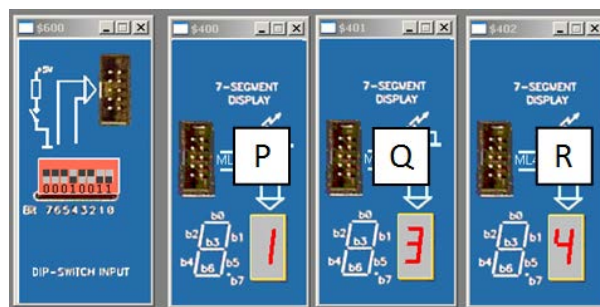 $600
$400
$401
$402
+5V
7-SEGMENT
DISPLAY
7-SEGMENT
DISPLAY
7-SEGMENT
DISPLAY
P
Q
R
00010011
Bit 76543210
DIP-SWITCH INPUT
b0
b2 b1
b3
b4 b5
b6
b7
1
b0
b2 b1
b3
b4 b5
b6
b7
3
b0
b2 b1
b3
b4 b5
b6
b7
4